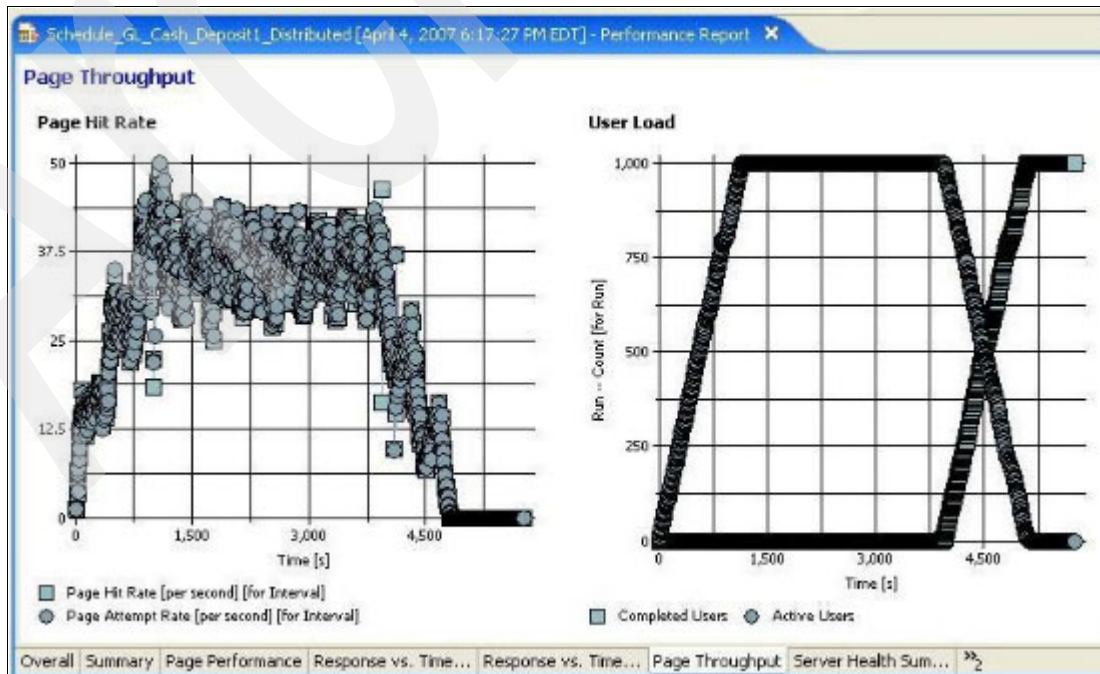 Schedule_GL_Cash_Deposit1_Distributed [April 4, 2007 6:17:27 PM EDT] - Performance Report
Page Throughput
Page Hit Rate
50
37.5
25
12.5
0
0 1,500 3,000 4,500
Time [s]
Page Hit Rate [per second] [for Interval]
Page Attempt Rate [per second] [for Interval]
User Load
Run -- Count [for Run]
1,000
750
500
250
0
0 1,500 3,000 4,500
Time [s]
Completed Users Active Users
Overall Summary Page Performance Response vs. Time... Response vs. Time... Page Throughput Server Health Sum... »2